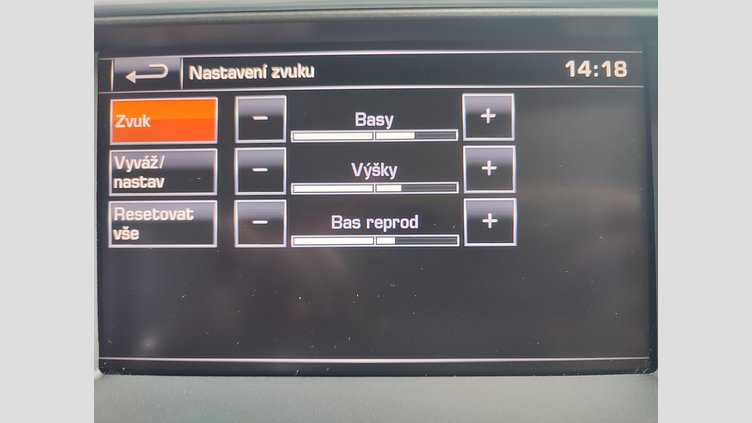 Nastavení zvuku 14:18
Zvuk - Basy +
Vyváž/
nastav
- Výšky +
Resetovat
vše
- Bas reprod +